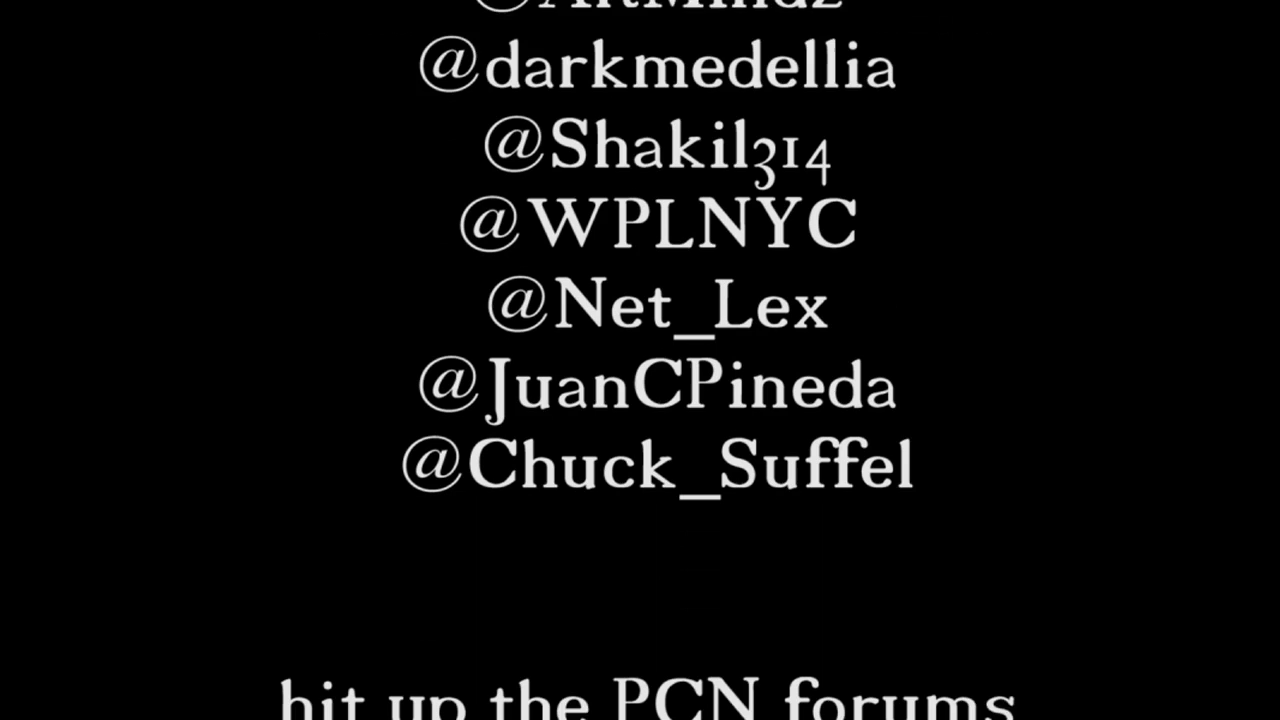 @darkmedellia
@Shakil314
@WPLNYC
@Net_Lex
@JuanCPineda
@Chuck_Suffel
hit up the PCN forums